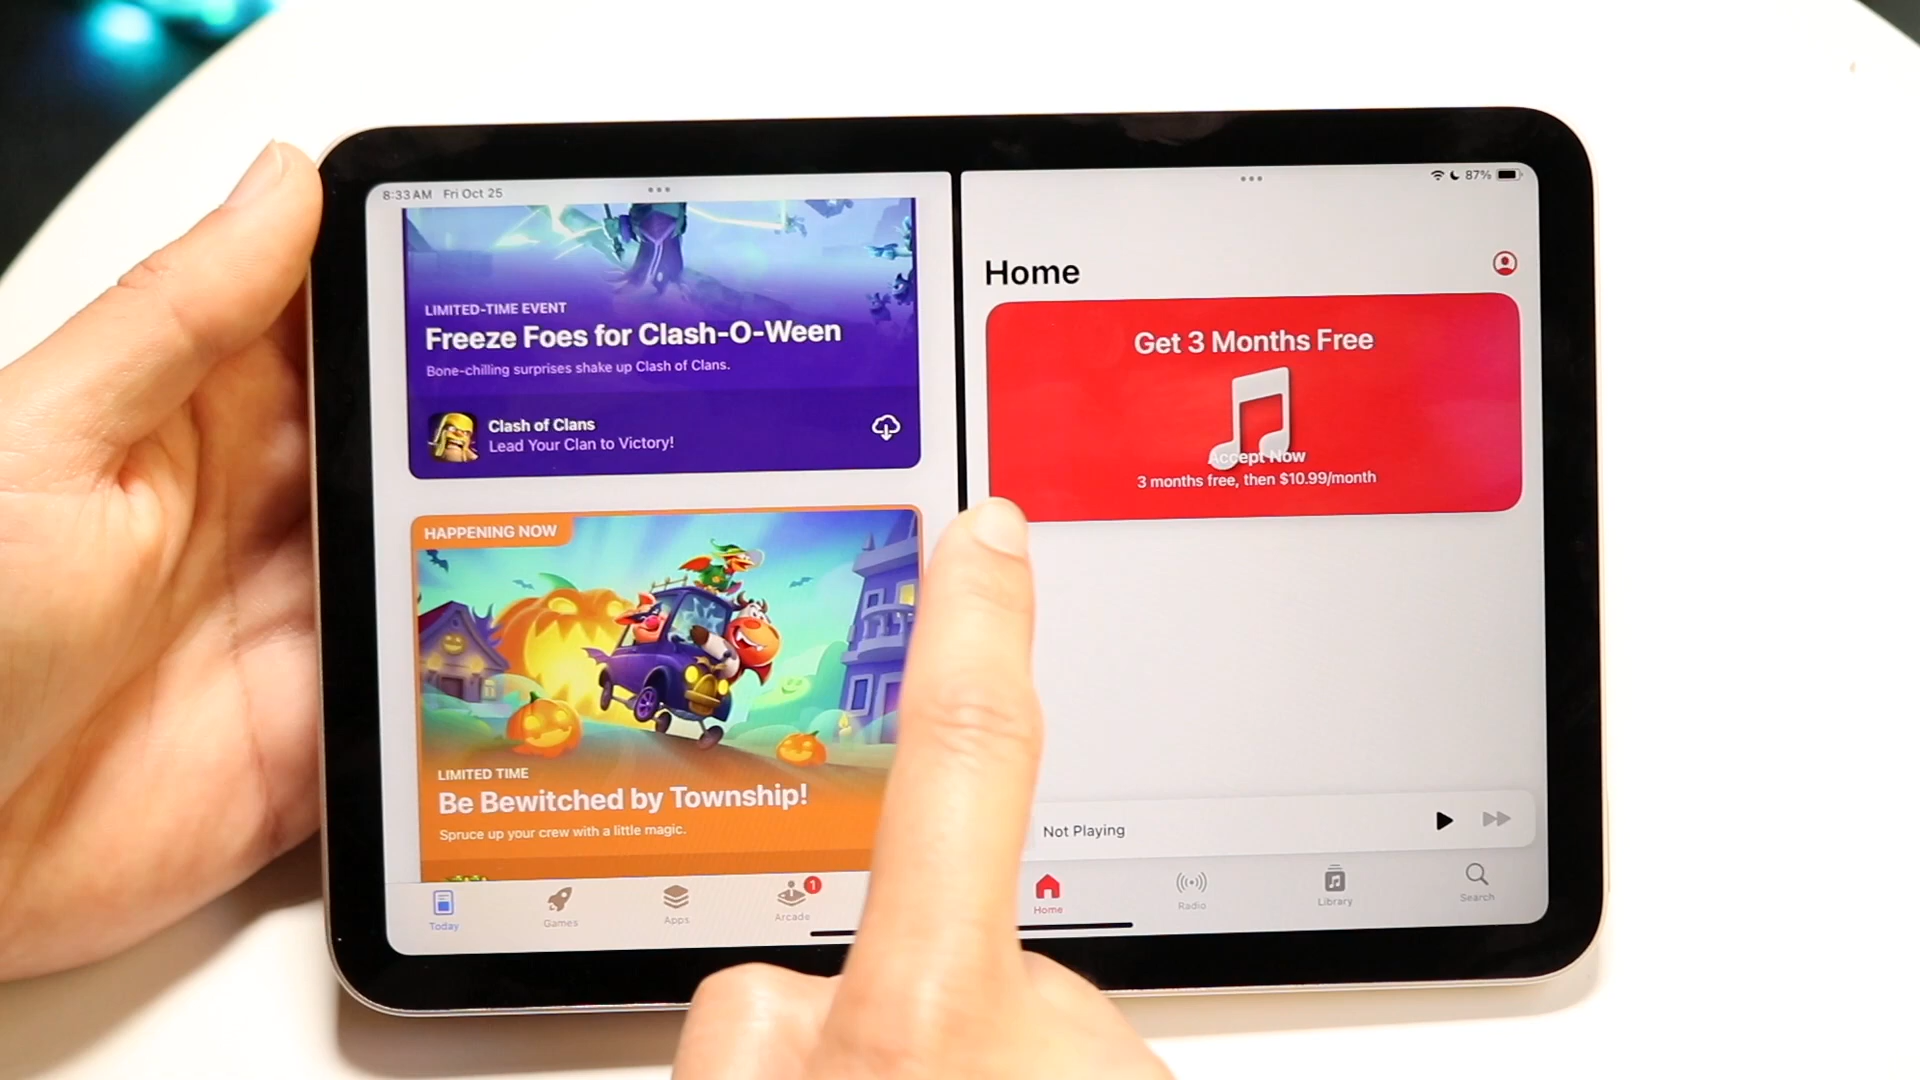 8:33 AM Fri Oct 25
LIMITED-TIME EVENT
Freeze Foes for Clash-O-Ween
Bone-chilling surprises shake up Clash of Clans.
Clash of Clans
Lead Your Clan to Victory!
HAPPENING NOW
LIMITED TIME
Be Bewitched by Township!
Spruce up your crew with a little magic.
Today
Games
Apps
1
Arcade
87%
Home
Get 3 Months Free
Accept Now
3 months free, then $10.99/month
Not Playing
Home
Radio
Library
Search